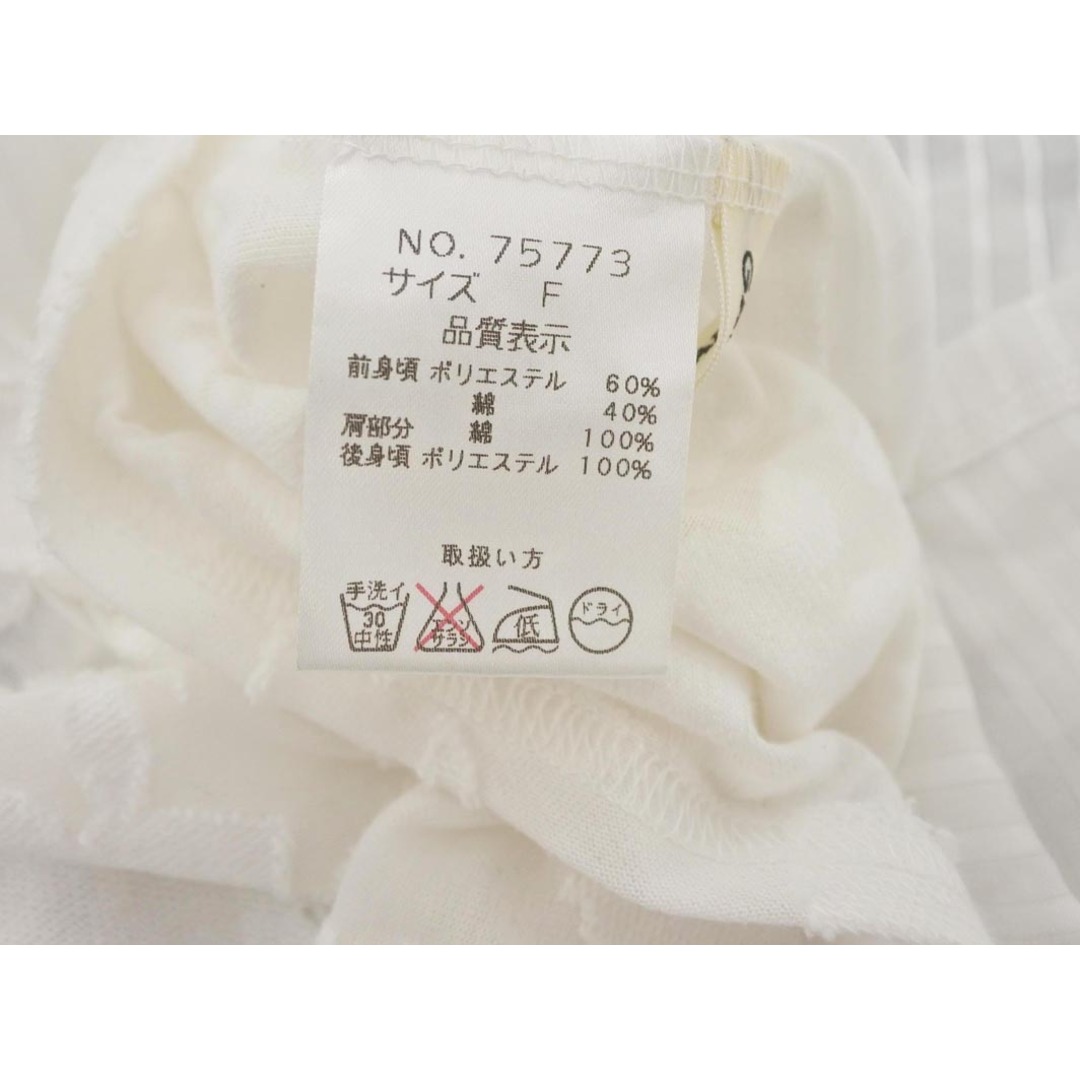 NO. 75773
サイズ F
品質表示
前身頃 ポリエステル 60%
綿 40%
肩部分 綿 100%
後身頃 ポリエステル 100%
取扱い方
手洗イ
30
中性
エンソ
サラシ
低
ドライ